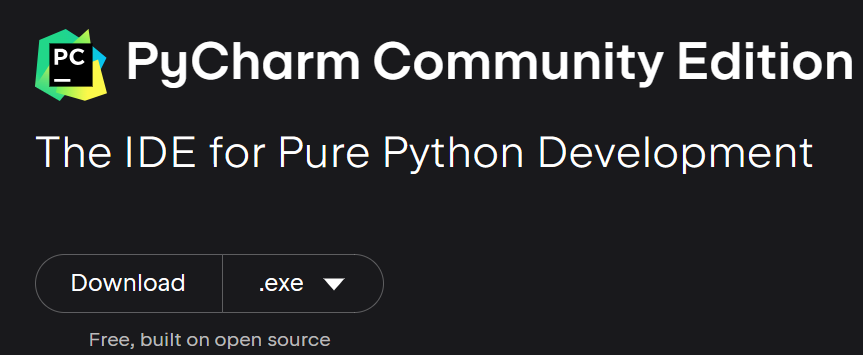 PC
PyCharm Community Edition
The IDE for Pure Python Development
Download
.exe
Free, built on open source